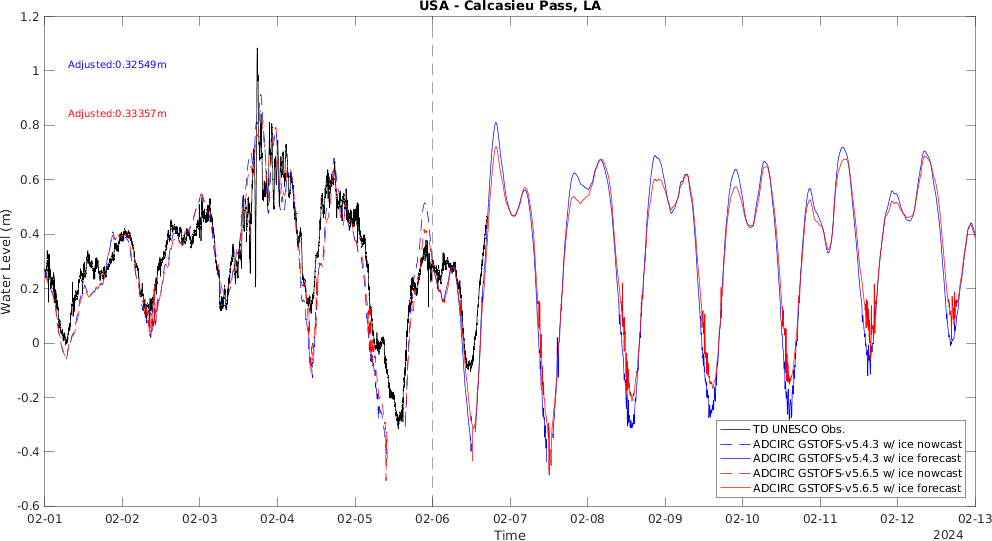 USA - Calcasieu Pass, LA
1.2
1
0.8
0.6
0.4
0.2
0
-0.2
-0.4
-0.6
Water Level (m)
Adjusted:0.32549m
Adjusted:0.33357m
TD UNESCO Obs.
ADCIRC GSTOFS-v5.4.3 w/ ice nowcast
ADCIRC GSTOFS-v5.4.3 w/ ice forecast
ADCIRC GSTOFS-v5.6.5 w/ ice nowcast
ADCIRC GSTOFS-v5.6.5 w/ ice forecast
02-01 02-02 02-03 02-04 02-05 02-06 02-07 02-08 02-09 02-10 02-11 02-12 02-13
Time
2024